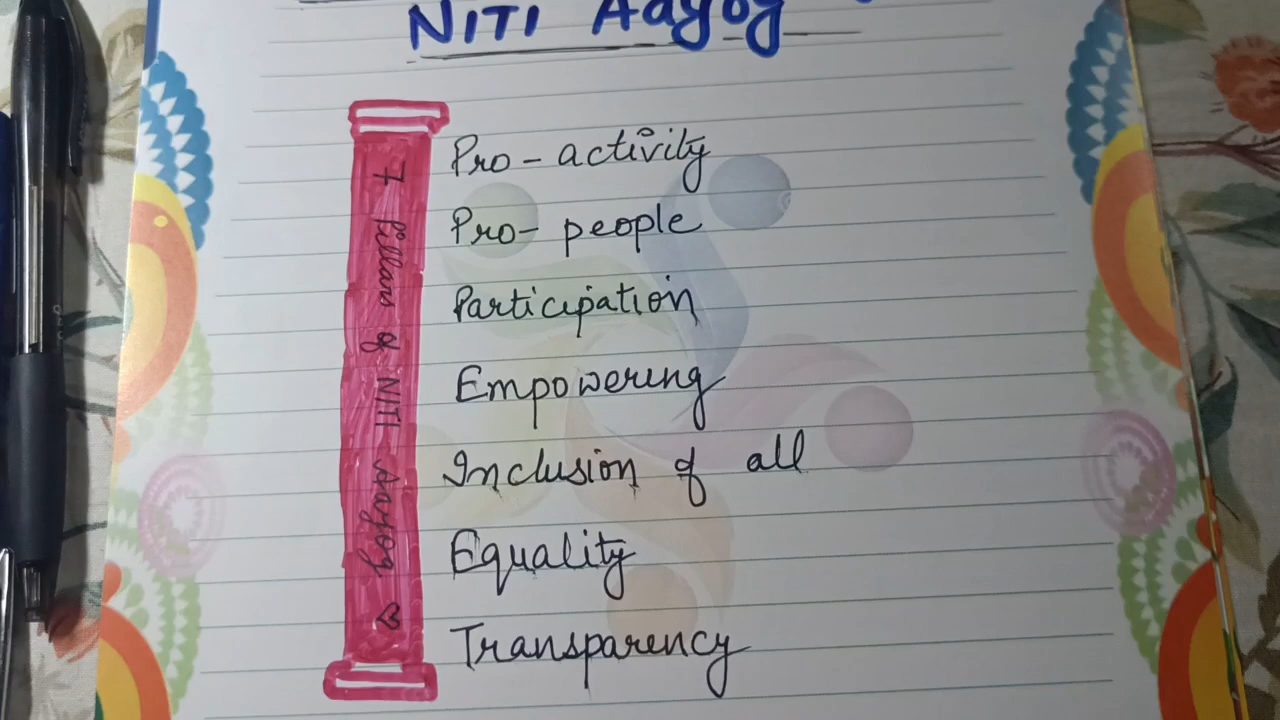 NITI Aayog
7 Pillars of NITI Aayog ♡
Pro-activity
Pro-people
Participation
Empowering
Inclusion of all
Equality
Transparency